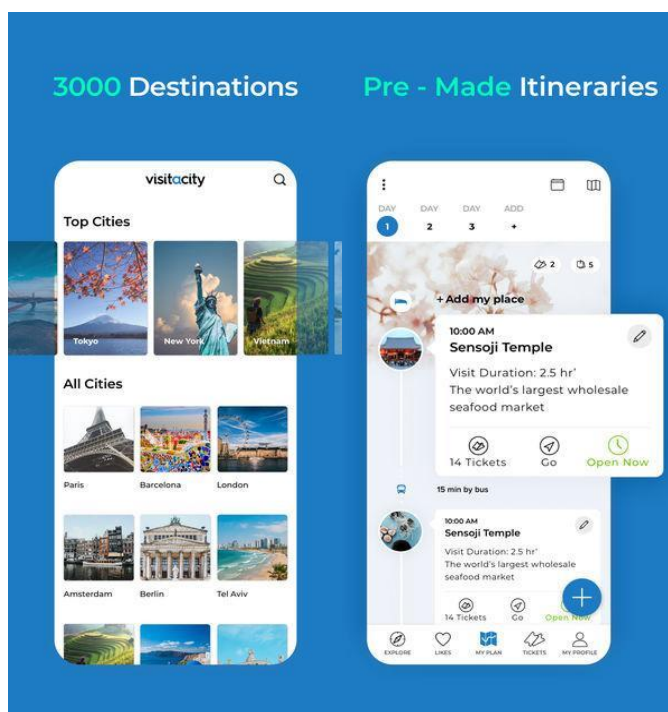 3000 Destinations
visitacity
Top Cities
Tokyo
New York
Vietnam
All Cities
Paris
Barcelona
London
Amsterdam
Berlin
Tel Aviv
Pre - Made Itineraries
DAY DAY DAY ADD
1 2 3 +
2 5
+ Add my place
10:00 AM
Sensoji Temple
Visit Duration: 2.5 hr'
The world's largest wholesale
seafood market
14 Tickets Go Open Now
15 min by bus
10:00 AM
Sensoji Temple
Visit Duration: 2.5 hr'
The world's largest wholesale
seafood market
14 Tickets Go Open Now
EXPLORE LIKES MY PLAN TICKETS MY PROFILE